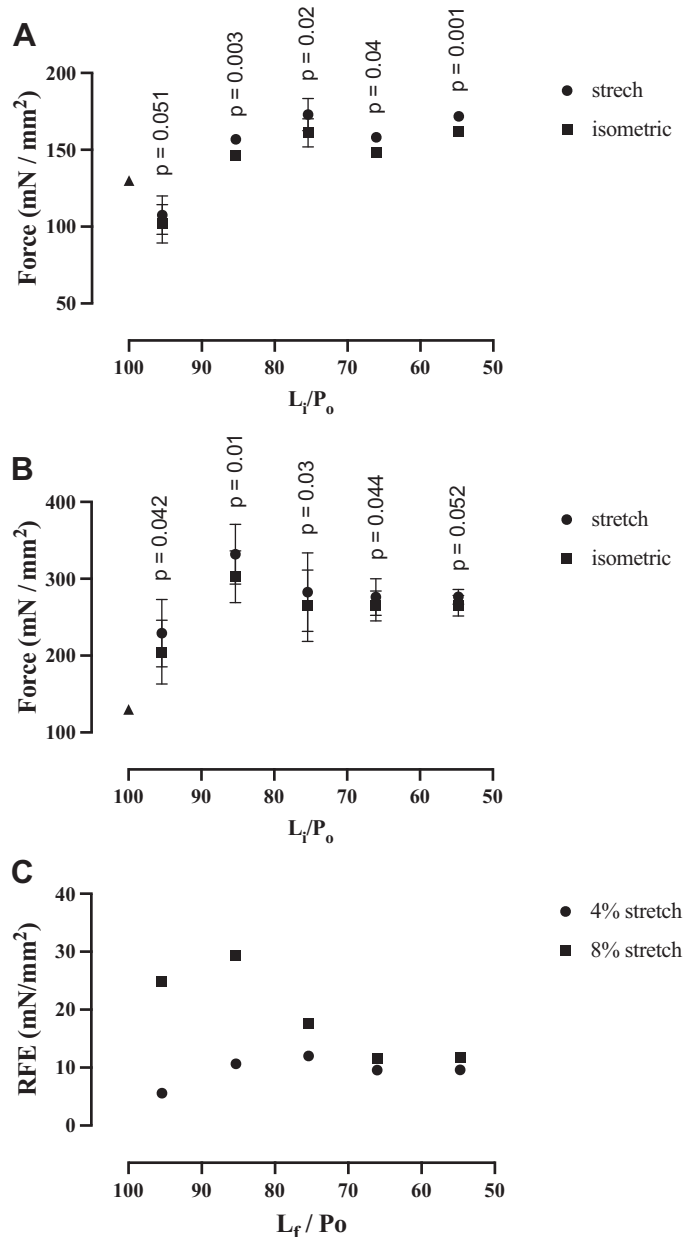 A
p = 0.051
p = 0.003
p = 0.02
p = 0.04
p = 0.001
strech
isometric
Force (mN / mm²)
200
150
100
50
100 90 80 70 60 50
Lᵢ/Pₒ
B
p = 0.042
p = 0.01
p = 0.03
p = 0.044
p = 0.052
stretch
isometric
Force (mN / mm²)
400
300
200
100
100 90 80 70 60 50
Lᵢ/Pₒ
C
4% stretch
8% stretch
RFE (mN/mm²)
40
30
20
10
0
100 90 80 70 60 50
L_f / Po